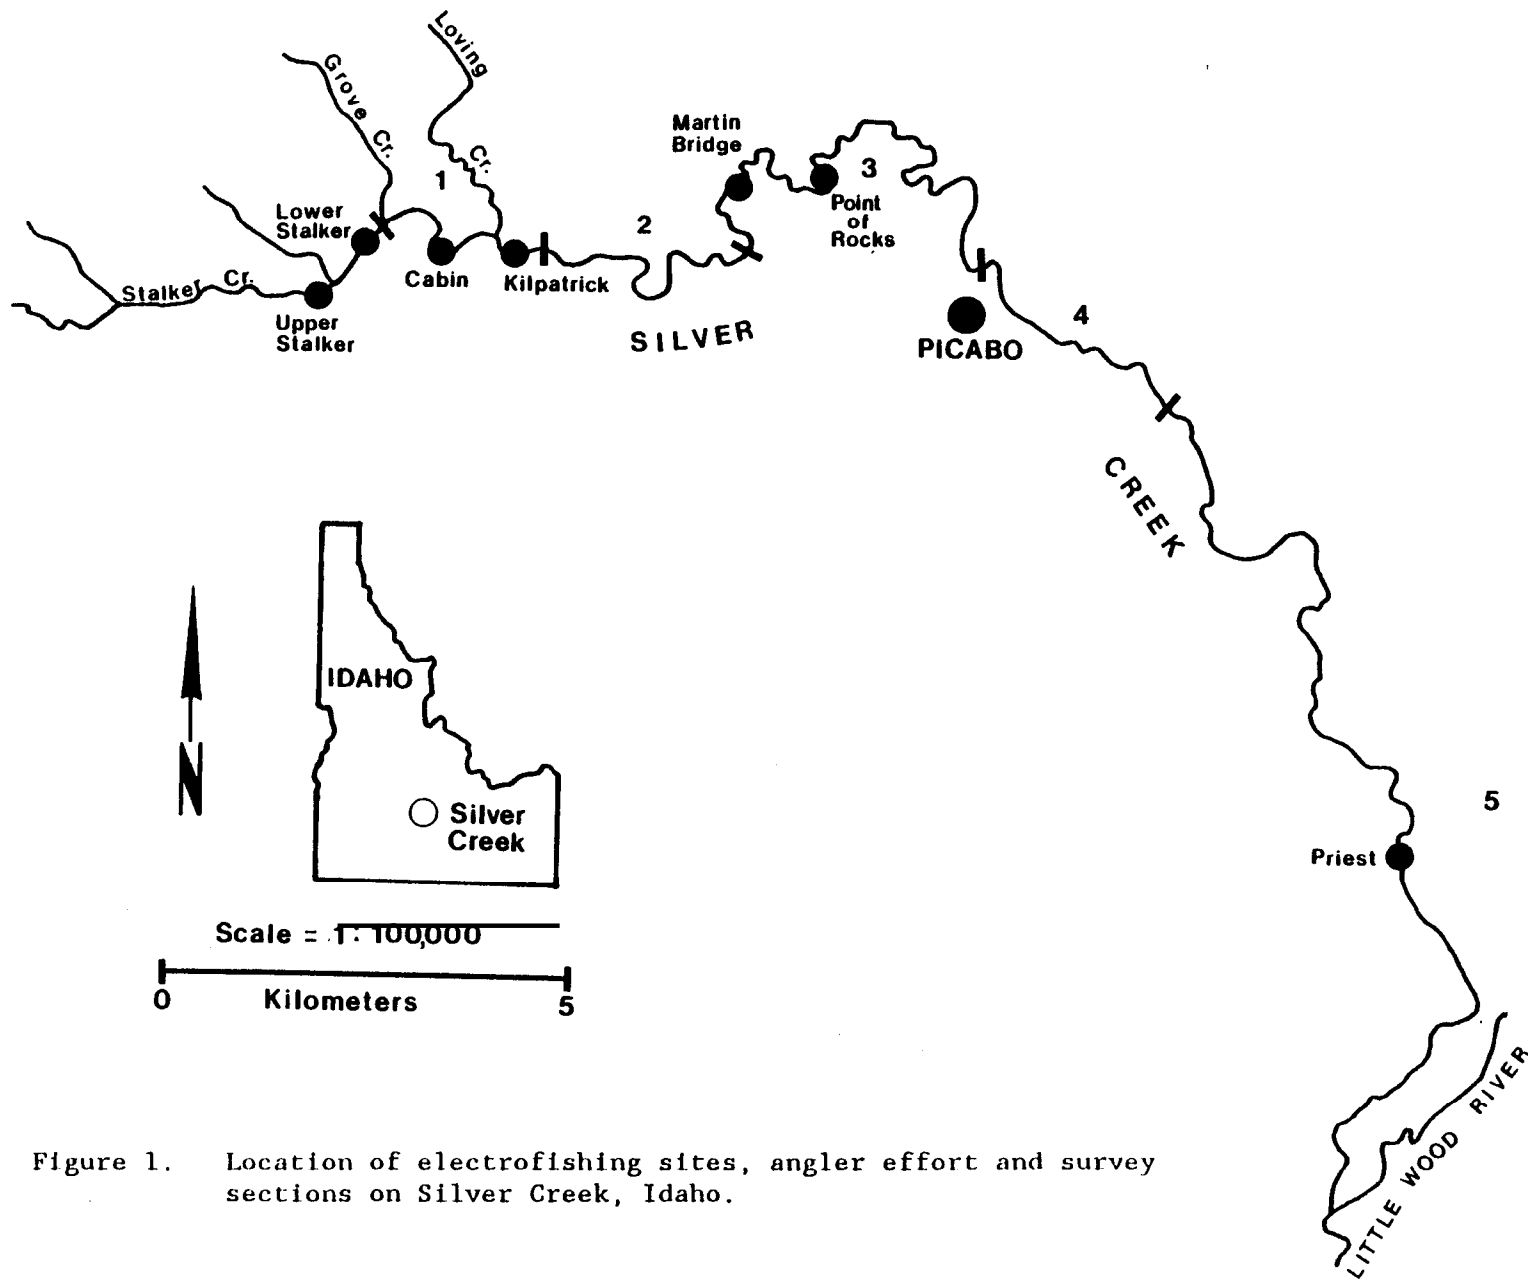 Loving
Cr.
Grove Cr.
1
Martin
Bridge
3
Point
of
Rocks
2
Lower
Stalker
Cabin
Kilpatrick
Stalker Cr.
Upper
Stalker
SILVER
PICABO
4
CREEK
IDAHO
N
Silver
Creek
5
Priest
Scale = 1: 100,000
0 Kilometers 5
LITTLE WOOD RIVER
Figure 1. Location of electrofishing sites, angler effort and survey
sections on Silver Creek, Idaho.